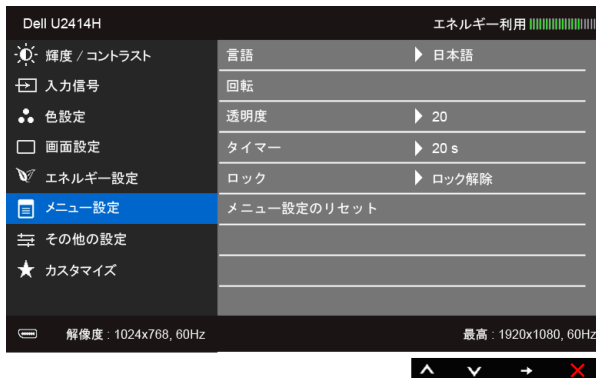 Dell U2414H エネルギー利用
輝度 / コントラスト 言語 日本語
入力信号 回転
色設定 透明度 20
画面設定 タイマー 20 s
エネルギー設定 ロック ロック解除
メニュー設定 メニュー設定のリセット
その他の設定
カスタマイズ
解像度 : 1024x768, 60Hz 最高 : 1920x1080, 60Hz